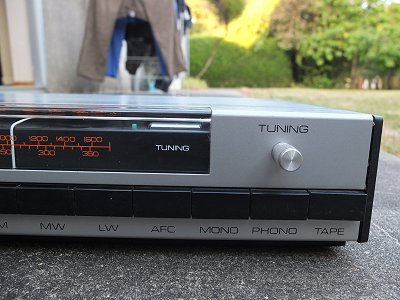 TUNING
1200 1400 1600
TUNING
300 350
MW LW AFC MONO PHONO TAPE